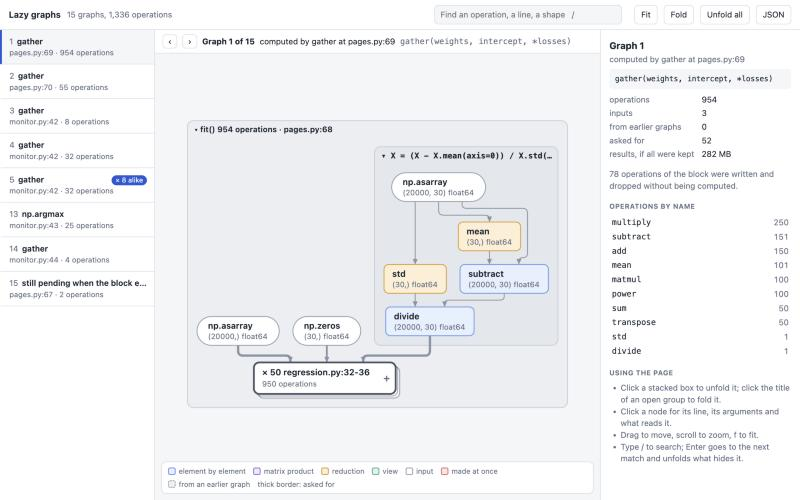 Lazy graphs 15 graphs, 1,336 operations
Find an operation, a line, a shape /
Fit
Fold
Unfold all
JSON
1 gather
pages.py:69 · 954 operations
2 gather
pages.py:70 · 55 operations
3 gather
monitor.py:42 · 8 operations
4 gather
monitor.py:42 · 32 operations
5 gather × 8 alike
monitor.py:42 · 32 operations
13 np.argmax
monitor.py:43 · 25 operations
14 gather
monitor.py:44 · 4 operations
15 still pending when the block e...
pages.py:67 · 2 operations
‹ › Graph 1 of 15 computed by gather at pages.py:69 gather(weights, intercept, *losses)
▾ fit() 954 operations · pages.py:68
▾ X = (X − X.mean(axis=0)) / X.std(…
np.asarray
(20000, 30) float64
mean
(30,) float64
std
(30,) float64
subtract
(20000, 30) float64
divide
(20000, 30) float64
np.asarray
(20000,) float64
np.zeros
(30,) float64
× 50 regression.py:32-36
950 operations
+
element by element
matrix product
reduction
view
input
made at once
from an earlier graph
thick border: asked for
Graph 1
computed by gather at pages.py:69
gather(weights, intercept, *losses)
operations 954
inputs 3
from earlier graphs 0
asked for 52
results, if all were kept 282 MB
78 operations of the block were written and
dropped without being computed.
OPERATIONS BY NAME
multiply 250
subtract 151
add 150
mean 101
matmul 100
power 100
sum 50
transpose 50
std 1
divide 1
USING THE PAGE
• Click a stacked box to unfold it; click the title
of an open group to fold it.
• Click a node for its line, its arguments and
what reads it.
• Drag to move, scroll to zoom, f to fit.
• Type / to search; Enter goes to the next
match and unfolds what hides it.